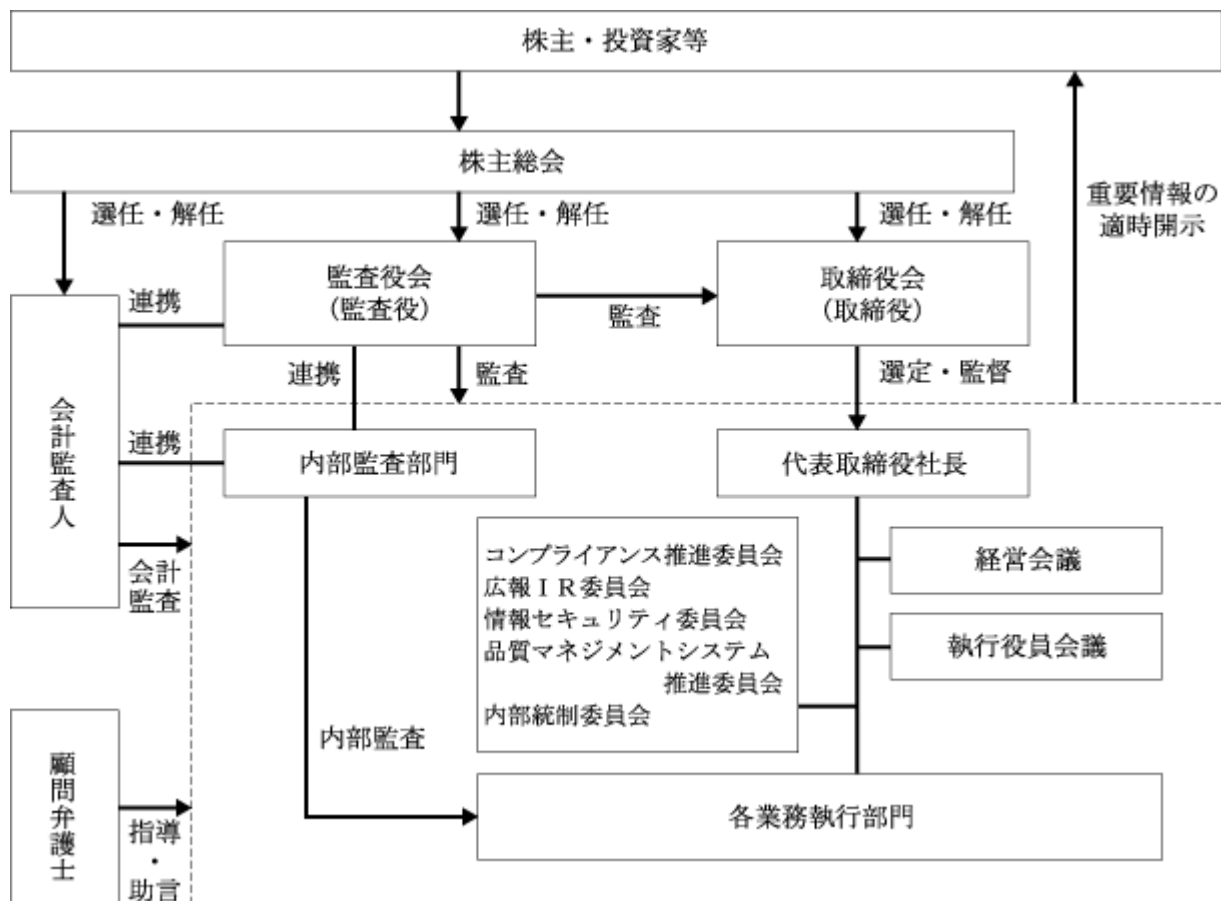 株主・投資家等
株主総会
選任・解任
選任・解任
選任・解任
重要情報の
適時開示
監査役会
（監査役）
取締役会
（取締役）
連携
監査
連携
監査
選定・監督
会計監査人
連携
内部監査部門
代表取締役社長
会計
監査
コンプライアンス推進委員会
広報ＩＲ委員会
情報セキュリティ委員会
品質マネジメントシステム
推進委員会
内部統制委員会
経営会議
執行役員会議
内部監査
顧問弁護士
指導
・
助言
各業務執行部門